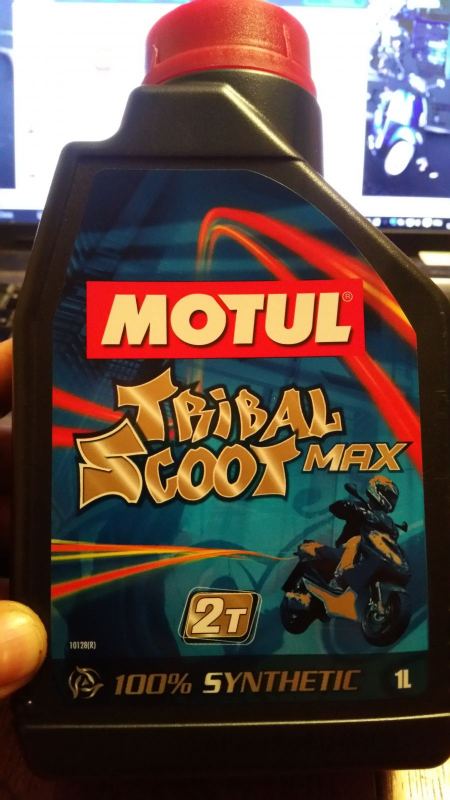 MOTUL®
TRIBAL
SCOOT MAX
2T
10128(R)
100% SYNTHETIC 1L